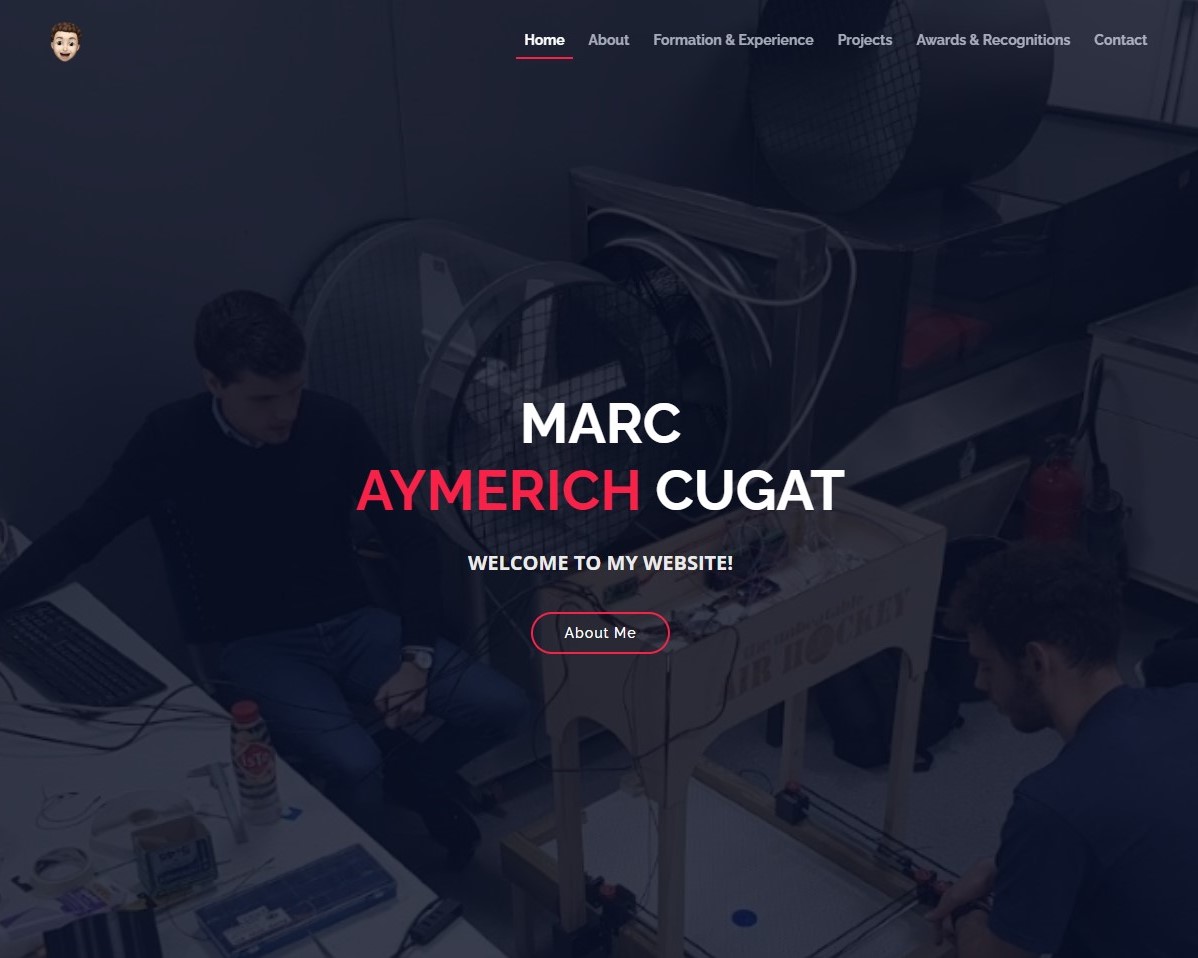 Home About Formation & Experience Projects Awards & Recognitions Contact
MARC
AYMERICH CUGAT
WELCOME TO MY WEBSITE!
About Me
AIR HOCKEY